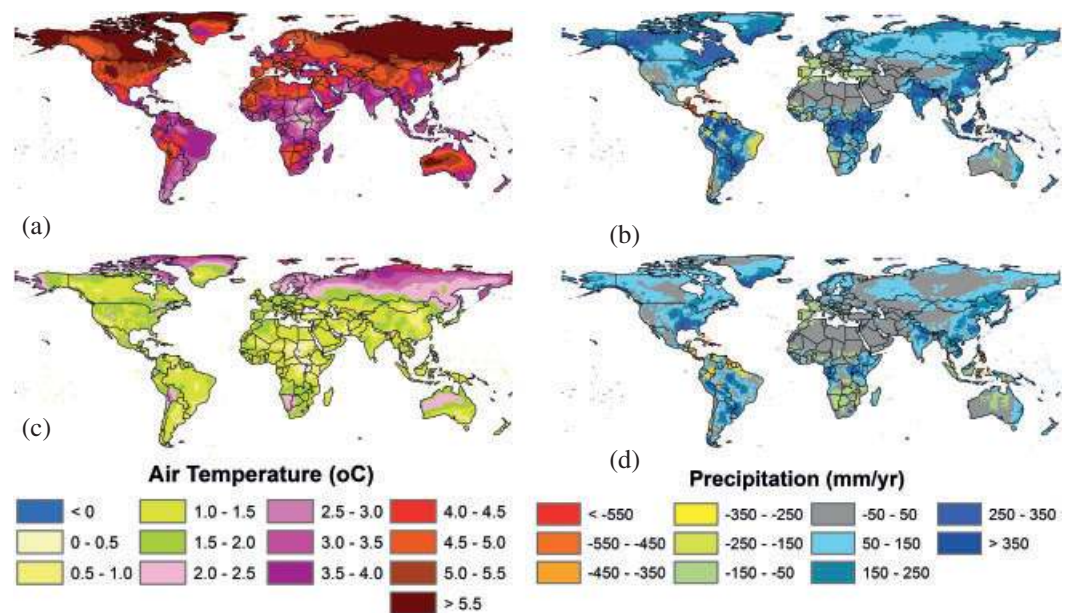 (a)
(b)
(c)
(d)
Air Temperature (oC)
< 0
1.0 - 1.5
2.5 - 3.0
4.0 - 4.5
0 - 0.5
1.5 - 2.0
3.0 - 3.5
4.5 - 5.0
0.5 - 1.0
2.0 - 2.5
3.5 - 4.0
5.0 - 5.5
> 5.5
Precipitation (mm/yr)
< -550
-350 - -250
-50 - 50
250 - 350
-550 - -450
-250 - -150
50 - 150
> 350
-450 - -350
-150 - -50
150 - 250